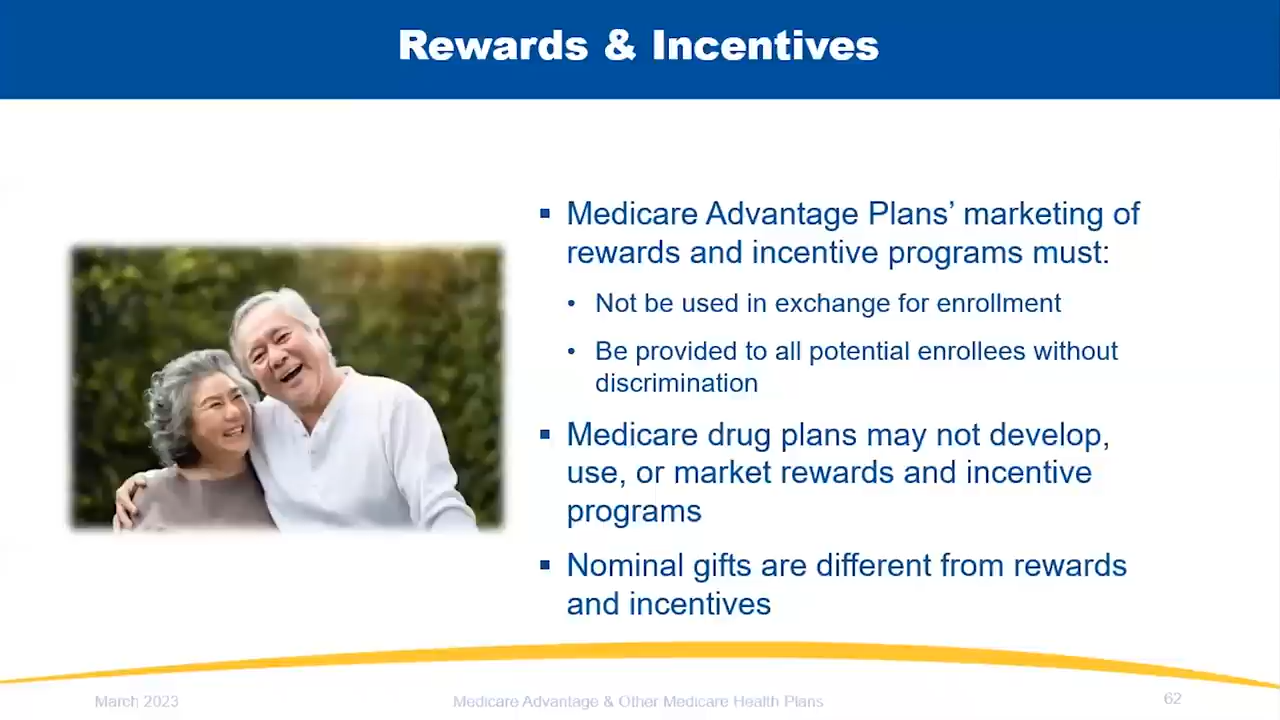 Rewards & Incentives
▪ Medicare Advantage Plans’ marketing of
rewards and incentive programs must:
• Not be used in exchange for enrollment
• Be provided to all potential enrollees without
discrimination
▪ Medicare drug plans may not develop,
use, or market rewards and incentive
programs
▪ Nominal gifts are different from rewards
and incentives
March 2023
Medicare Advantage & Other Medicare Health Plans
62